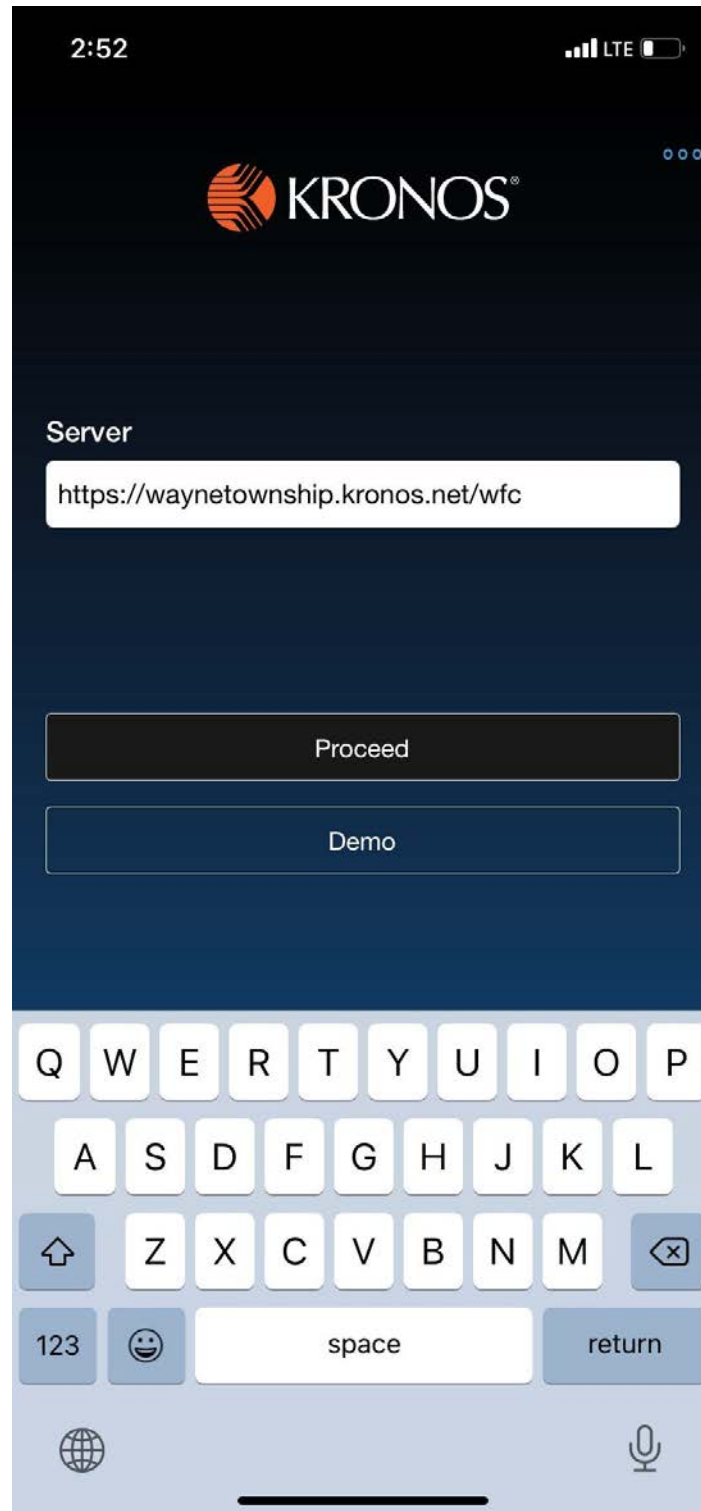 2:52 LTE
KRONOS®
Server
https://waynetownship.kronos.net/wfc
Proceed
Demo
Q W E R T Y U I O P
A S D F G H J K L
Z X C V B N M
123 space return